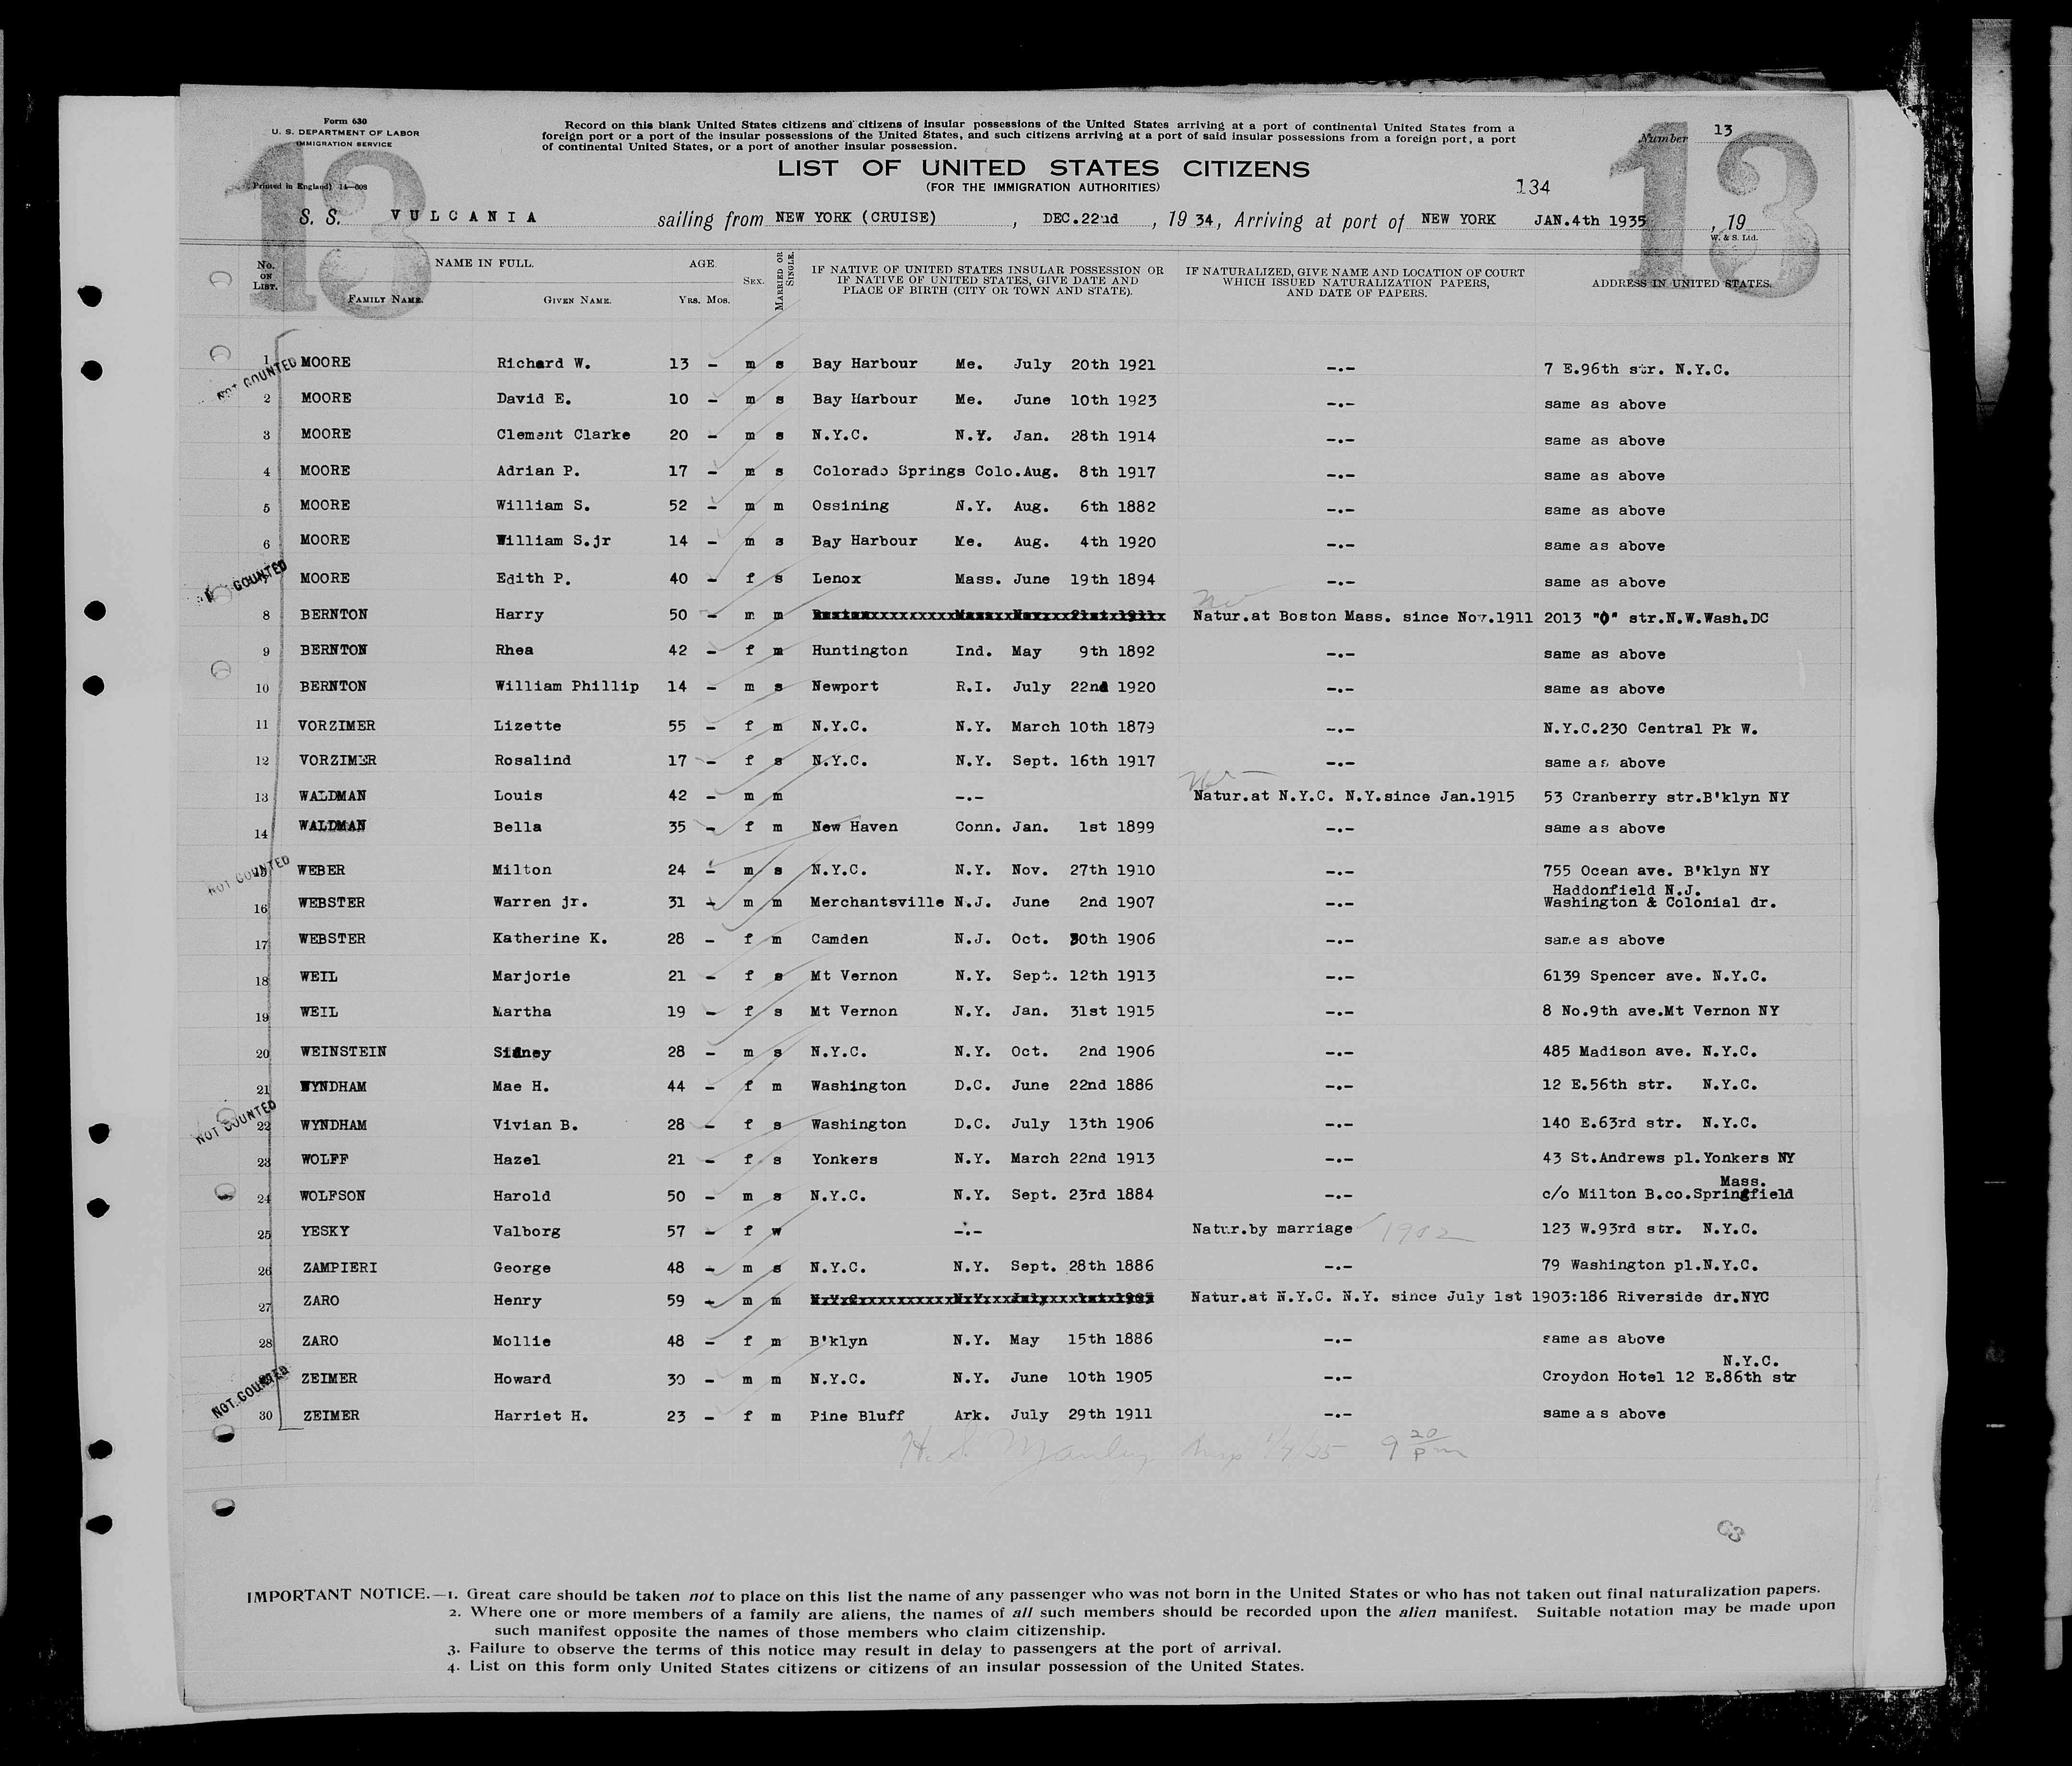 Form 630
U. S. DEPARTMENT OF LABOR
IMMIGRATION SERVICE
(Printed in England) 14—608
13
13
Number 13
Record on this blank United States citizens and citizens of insular possessions of the United States arriving at a port of continental United States from a
foreign port or a port of the insular possessions of the United States, and such citizens arriving at a port of said insular possessions from a foreign port, a port
of continental United States, or a port of another insular possession.
LIST OF UNITED STATES CITIZENS
(FOR THE IMMIGRATION AUTHORITIES)
134
S. S. VULCANIA sailing from NEW YORK (CRUISE), DEC.22nd, 19 34, Arriving at port of NEW YORK JAN.4th 1935, 19
W. & S. Ltd.
No. ON LIST. NAME IN FULL. FAMILY NAME. GIVEN NAME. AGE. YRS. MOS. SEX. MARRIED OR SINGLE. IF NATIVE OF UNITED STATES INSULAR POSSESSION OR IF NATIVE OF UNITED STATES, GIVE DATE AND PLACE OF BIRTH (CITY OR TOWN AND STATE). IF NATURALIZED, GIVE NAME AND LOCATION OF COURT WHICH ISSUED NATURALIZATION PAPERS, AND DATE OF PAPERS. ADDRESS IN UNITED STATES.
NOT COUNTED
1 MOORE Richard W. 13 - m s Bay Harbour Me. July 20th 1921 -.- 7 E.96th str. N.Y.C.
2 MOORE David E. 10 - m s Bay Harbour Me. June 10th 1923 -.- same as above
3 MOORE Clement Clarke 20 - m s N.Y.C. N.Y. Jan. 28th 1914 -.- same as above
4 MOORE Adrian P. 17 - m s Colorado Springs Colo.Aug. 8th 1917 -.- same as above
5 MOORE William S. 52 - m m Ossining N.Y. Aug. 6th 1882 -.- same as above
6 MOORE William S.jr 14 - m s Bay Harbour Me. Aug. 4th 1920 -.- same as above
COUNTED
MOORE Edith P. 40 - f s Lenox Mass. June 19th 1894 -.- same as above
8 BERNTON Harry 50 - m m Natur.at Boston Mass. since Nov.1911 2013 "O" str.N.W.Wash.DC
9 BERNTON Rhea 42 - f m Huntington Ind. May 9th 1892 -.- same as above
10 BERNTON William Phillip 14 - m s Newport R.I. July 22nd 1920 -.- same as above
11 VORZIMER Lizette 55 - f m N.Y.C. N.Y. March 10th 1879 -.- N.Y.C.230 Central Pk W.
12 VORZIMER Rosalind 17 - f s N.Y.C. N.Y. Sept. 16th 1917 -.- same as above
13 WALDMAN Louis 42 - m m -.- Natur.at N.Y.C. N.Y.since Jan.1915 53 Cranberry str.B'klyn NY
14 WALDMAN Bella 35 - f m New Haven Conn. Jan. 1st 1899 -.- same as above
NOT COUNTED
15 WEBER Milton 24 - m s N.Y.C. N.Y. Nov. 27th 1910 -.- 755 Ocean ave. B'klyn NY
Haddonfield N.J.
16 WEBSTER Warren jr. 31 - m m Merchantsville N.J. June 2nd 1907 -.- Washington & Colonial dr.
17 WEBSTER Katherine K. 28 - f m Camden N.J. Oct. 30th 1906 -.- same as above
18 WEIL Marjorie 21 - f s Mt Vernon N.Y. Sept. 12th 1913 -.- 6139 Spencer ave. N.Y.C.
19 WEIL Martha 19 - f s Mt Vernon N.Y. Jan. 31st 1915 -.- 8 No.9th ave.Mt Vernon NY
20 WEINSTEIN Sidney 28 - m s N.Y.C. N.Y. Oct. 2nd 1906 -.- 485 Madison ave. N.Y.C.
21 WYNDHAM Mae H. 44 - f m Washington D.C. June 22nd 1886 -.- 12 E.56th str. N.Y.C.
NOT COUNTED
22 WYNDHAM Vivian B. 28 - f s Washington D.C. July 13th 1906 -.- 140 E.63rd str. N.Y.C.
23 WOLFF Hazel 21 - f s Yonkers N.Y. March 22nd 1913 -.- 43 St.Andrews pl.Yonkers NY
Mass.
24 WOLFSON Harold 50 - m s N.Y.C. N.Y. Sept. 23rd 1884 -.- c/o Milton B.co.Springfield
25 YESKY Valborg 57 - f w -.- Natur.by marriage 1902 123 W.93rd str. N.Y.C.
26 ZAMPIERI George 48 - m s N.Y.C. N.Y. Sept. 28th 1886 -.- 79 Washington pl.N.Y.C.
27 ZARO Henry 59 - m m Natur.at N.Y.C. N.Y. since July 1st 1903:186 Riverside dr.NYC
28 ZARO Mollie 48 - f m B'klyn N.Y. May 15th 1886 -.- same as above
N.Y.C.
NOT COUNTED
ZEIMER Howard 30 - m m N.Y.C. N.Y. June 10th 1905 -.- Croydon Hotel 12 E.86th str
30 ZEIMER Harriet H. 23 - f m Pine Bluff Ark. July 29th 1911 -.- same as above
H. S. Manley Insp 1/4/35 9 20 pm
63
IMPORTANT NOTICE.—1. Great care should be taken not to place on this list the name of any passenger who was not born in the United States or who has not taken out final naturalization papers.
2. Where one or more members of a family are aliens, the names of all such members should be recorded upon the alien manifest. Suitable notation may be made upon
such manifest opposite the names of those members who claim citizenship.
3. Failure to observe the terms of this notice may result in delay to passengers at the port of arrival.
4. List on this form only United States citizens or citizens of an insular possession of the United States.